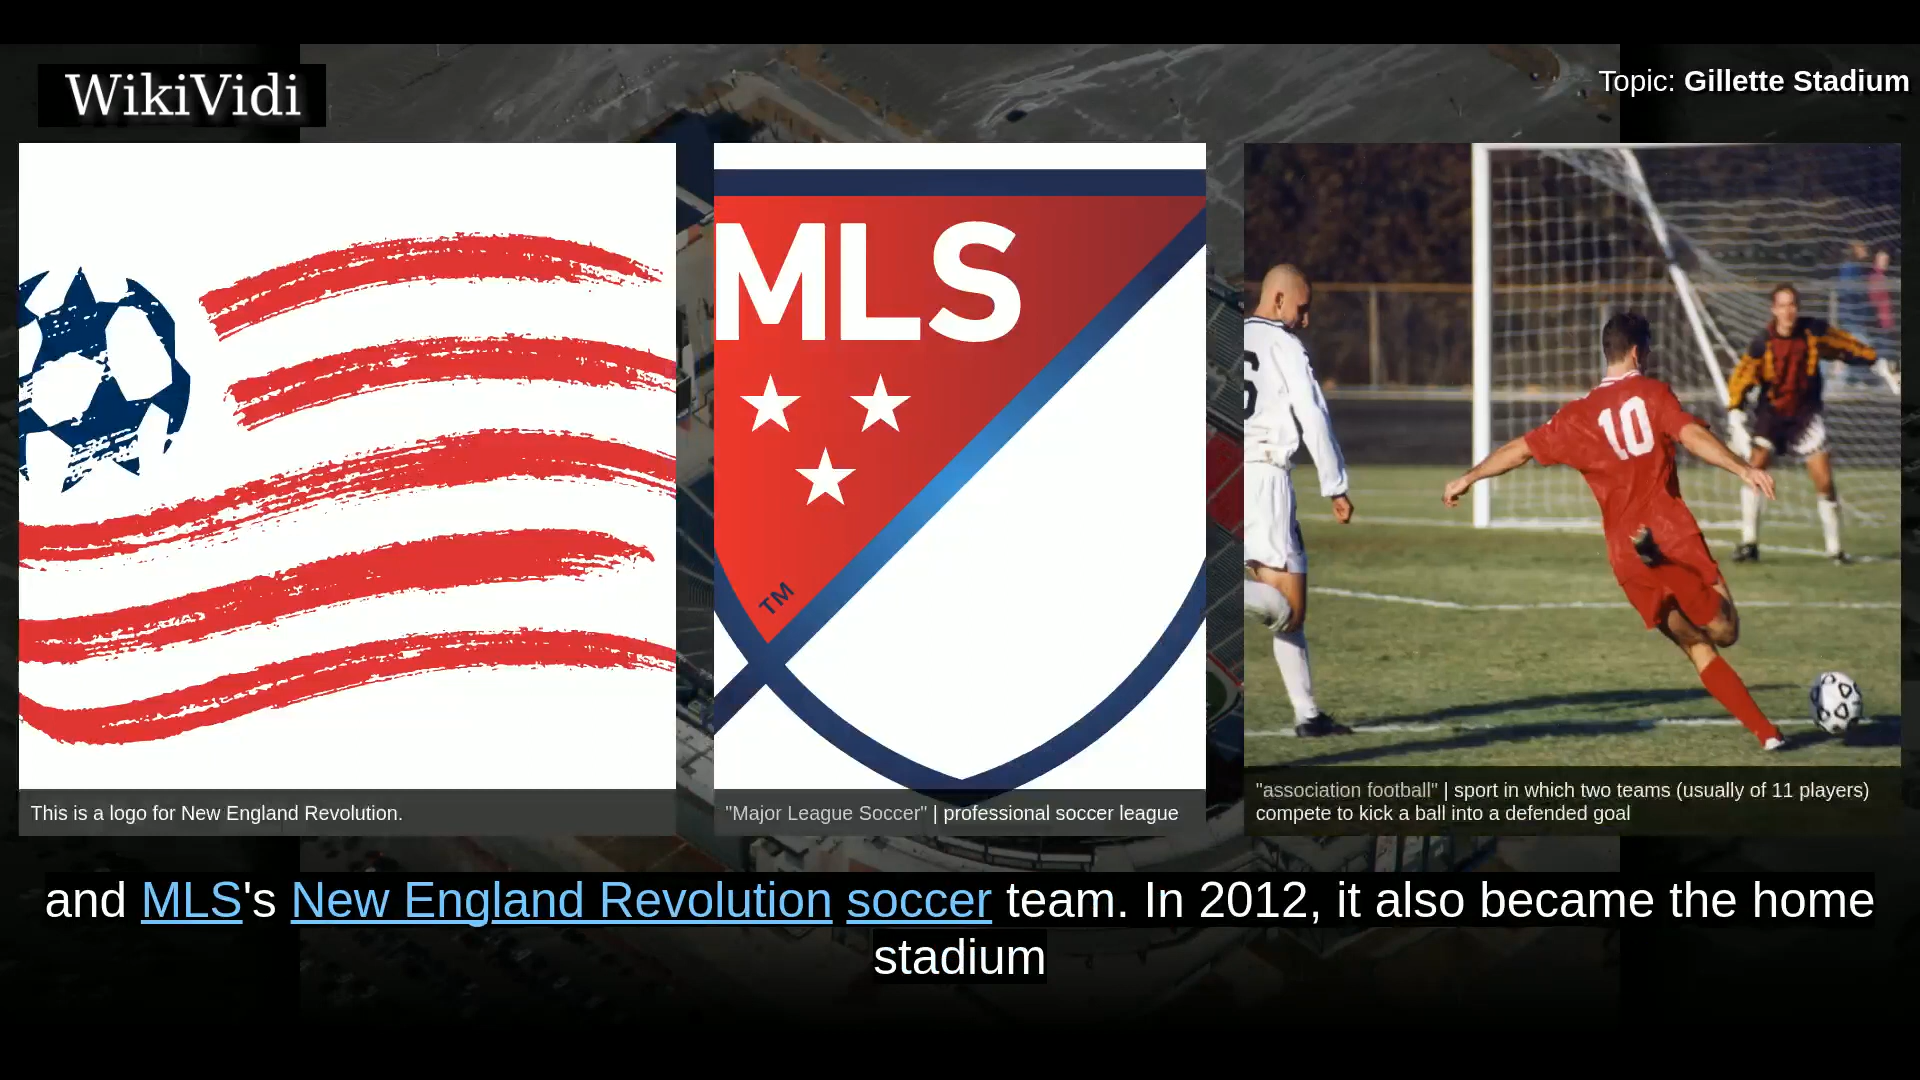 WikiVidi
Topic: Gillette Stadium
MLS
TM
10
6
This is a logo for New England Revolution.
"Major League Soccer" | professional soccer league
"association football" | sport in which two teams (usually of 11 players)
compete to kick a ball into a defended goal
and MLS's New England Revolution soccer team. In 2012, it also became the home
stadium